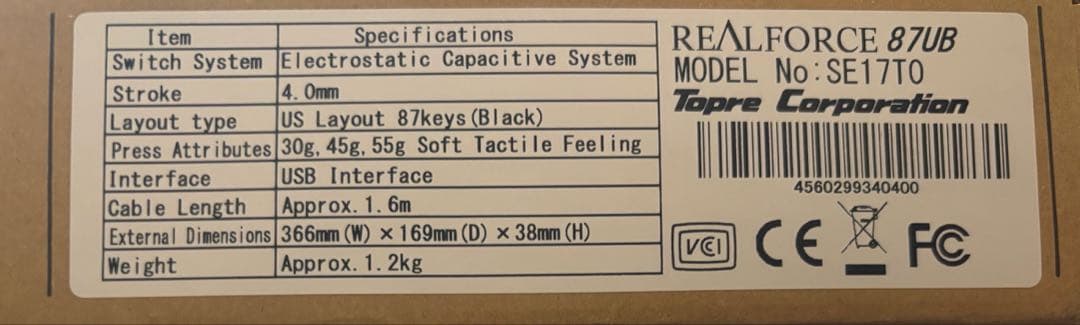 Item Specifications
Switch System Electrostatic Capacitive System
Stroke 4.0mm
Layout type US Layout 87keys(Black)
Press Attributes 30g, 45g, 55g Soft Tactile Feeling
Interface USB Interface
Cable Length Approx. 1.6m
External Dimensions 366mm(W) × 169mm(D) × 38mm(H)
Weight Approx. 1.2kg
REALFORCE 87UB
MODEL No:SE17T0
Topre Corporation
4560299340400
VCI CE FC